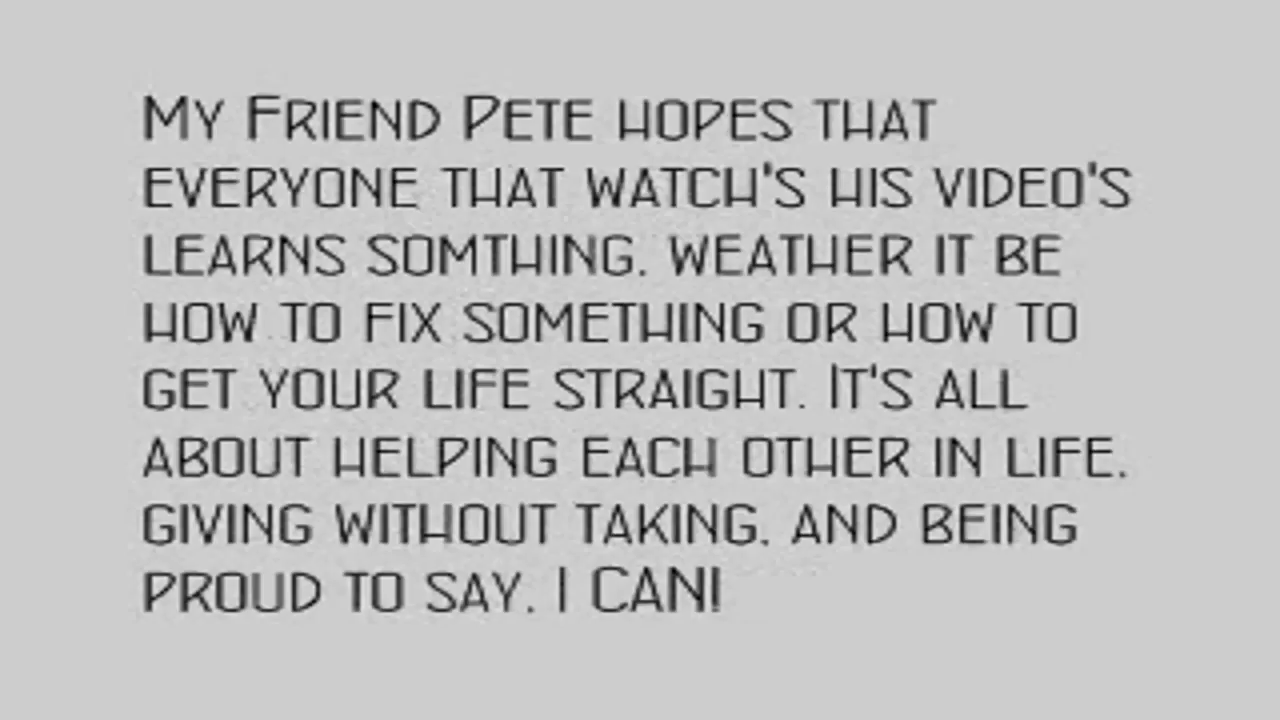 My Friend Pete hopes that
everyone that watch's his video's
learns somthing, weather it be
how to fix something or how to
get your life straight. It's all
about helping each other in life,
giving without taking, and being
proud to say, I CAN!